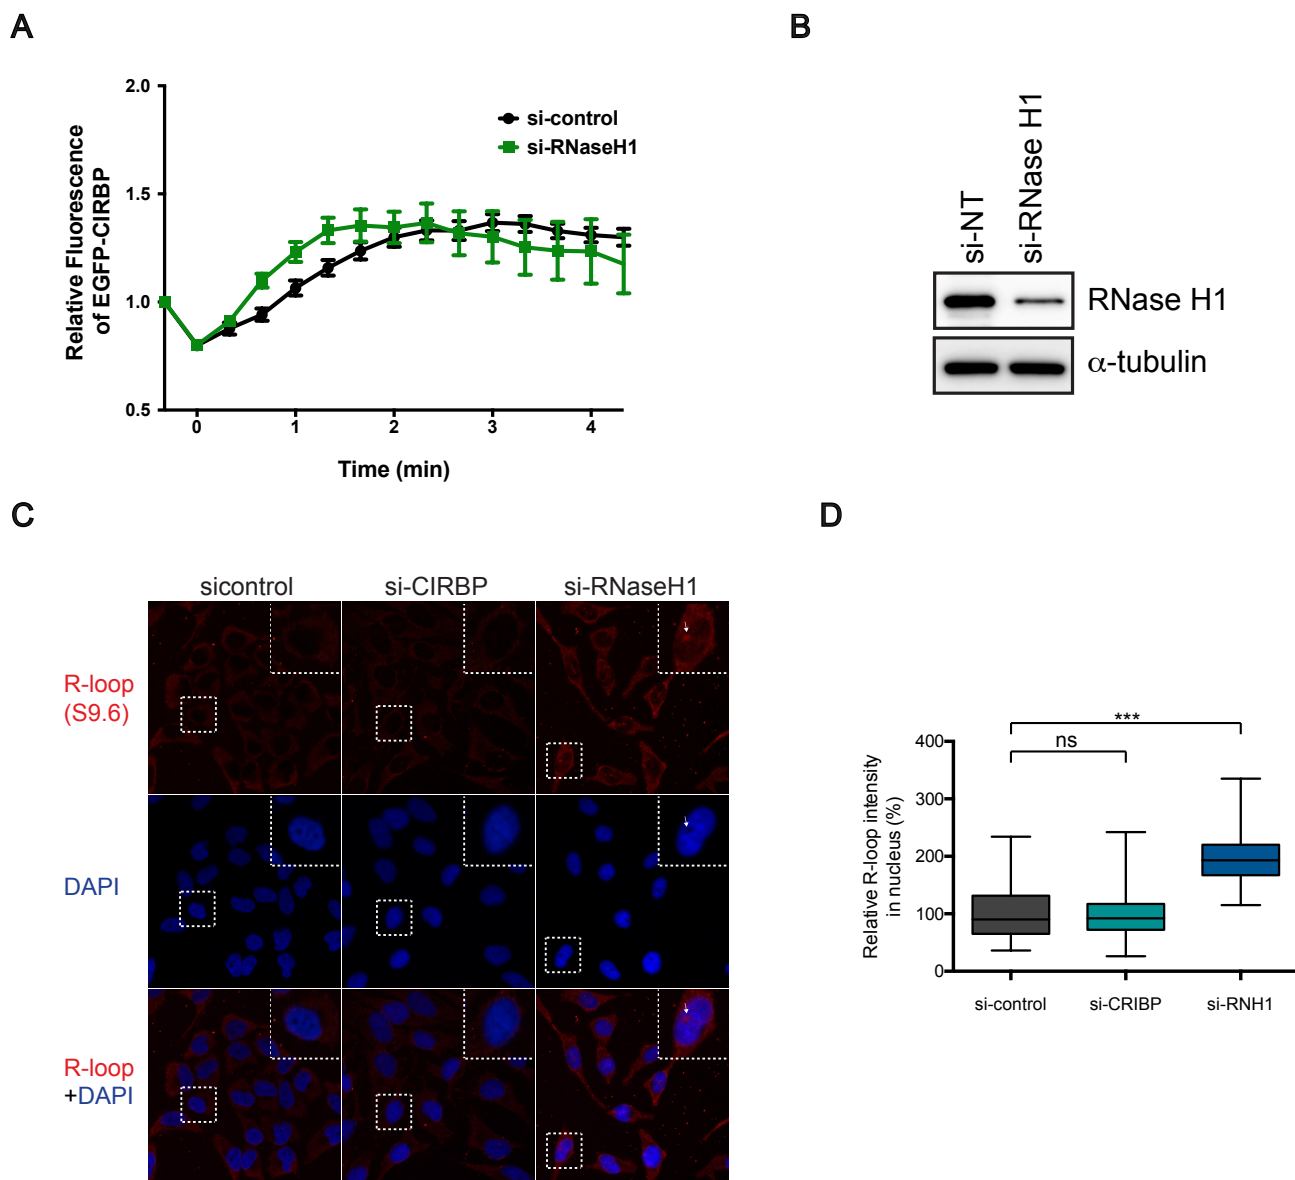 A
2.0
1.5
1.0
0.5
Relative Fluorescence
of EGFP-CIRBP
si-control
si-RNaseH1
0 1 2 3 4
Time (min)
B
si-NT
si-RNase H1
RNase H1
α-tubulin
C
sicontrol si-CIRBP si-RNaseH1
R-loop
(S9.6)
DAPI
R-loop
+DAPI
D
Relative R-loop intensity
in nucleus (%)
400
300
200
100
0
***
ns
si-control si-CRIBP si-RNH1